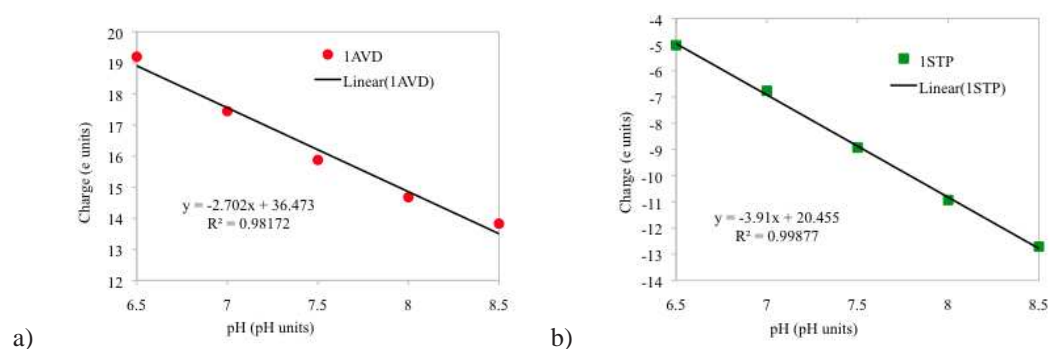 20
19
18
17
16
15
14
13
12
Charge (e units)
1AVD
Linear(1AVD)
y = -2.702x + 36.473
R² = 0.98172
6.5 7 7.5 8 8.5
pH (pH units)
a)
-4
-5
-6
-7
-8
-9
-10
-11
-12
-13
-14
Charge (e units)
1STP
Linear(1STP)
y = -3.91x + 20.455
R² = 0.99877
6.5 7 7.5 8 8.5
pH (pH units)
b)